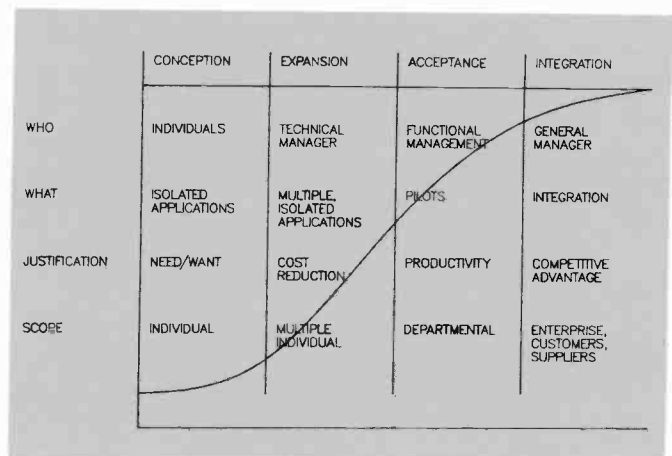 CONCEPTION EXPANSION ACCEPTANCE INTEGRATION
WHO INDIVIDUALS TECHNICAL MANAGER FUNCTIONAL MANAGEMENT GENERAL MANAGER
WHAT ISOLATED APPLICATIONS MULTIPLE, ISOLATED APPLICATIONS PILOTS INTEGRATION
JUSTIFICATION NEED/WANT COST REDUCTION PRODUCTIVITY COMPETITIVE ADVANTAGE
SCOPE INDIVIDUAL MULTIPLE INDIVIDUAL DEPARTMENTAL ENTERPRISE, CUSTOMERS, SUPPLIERS